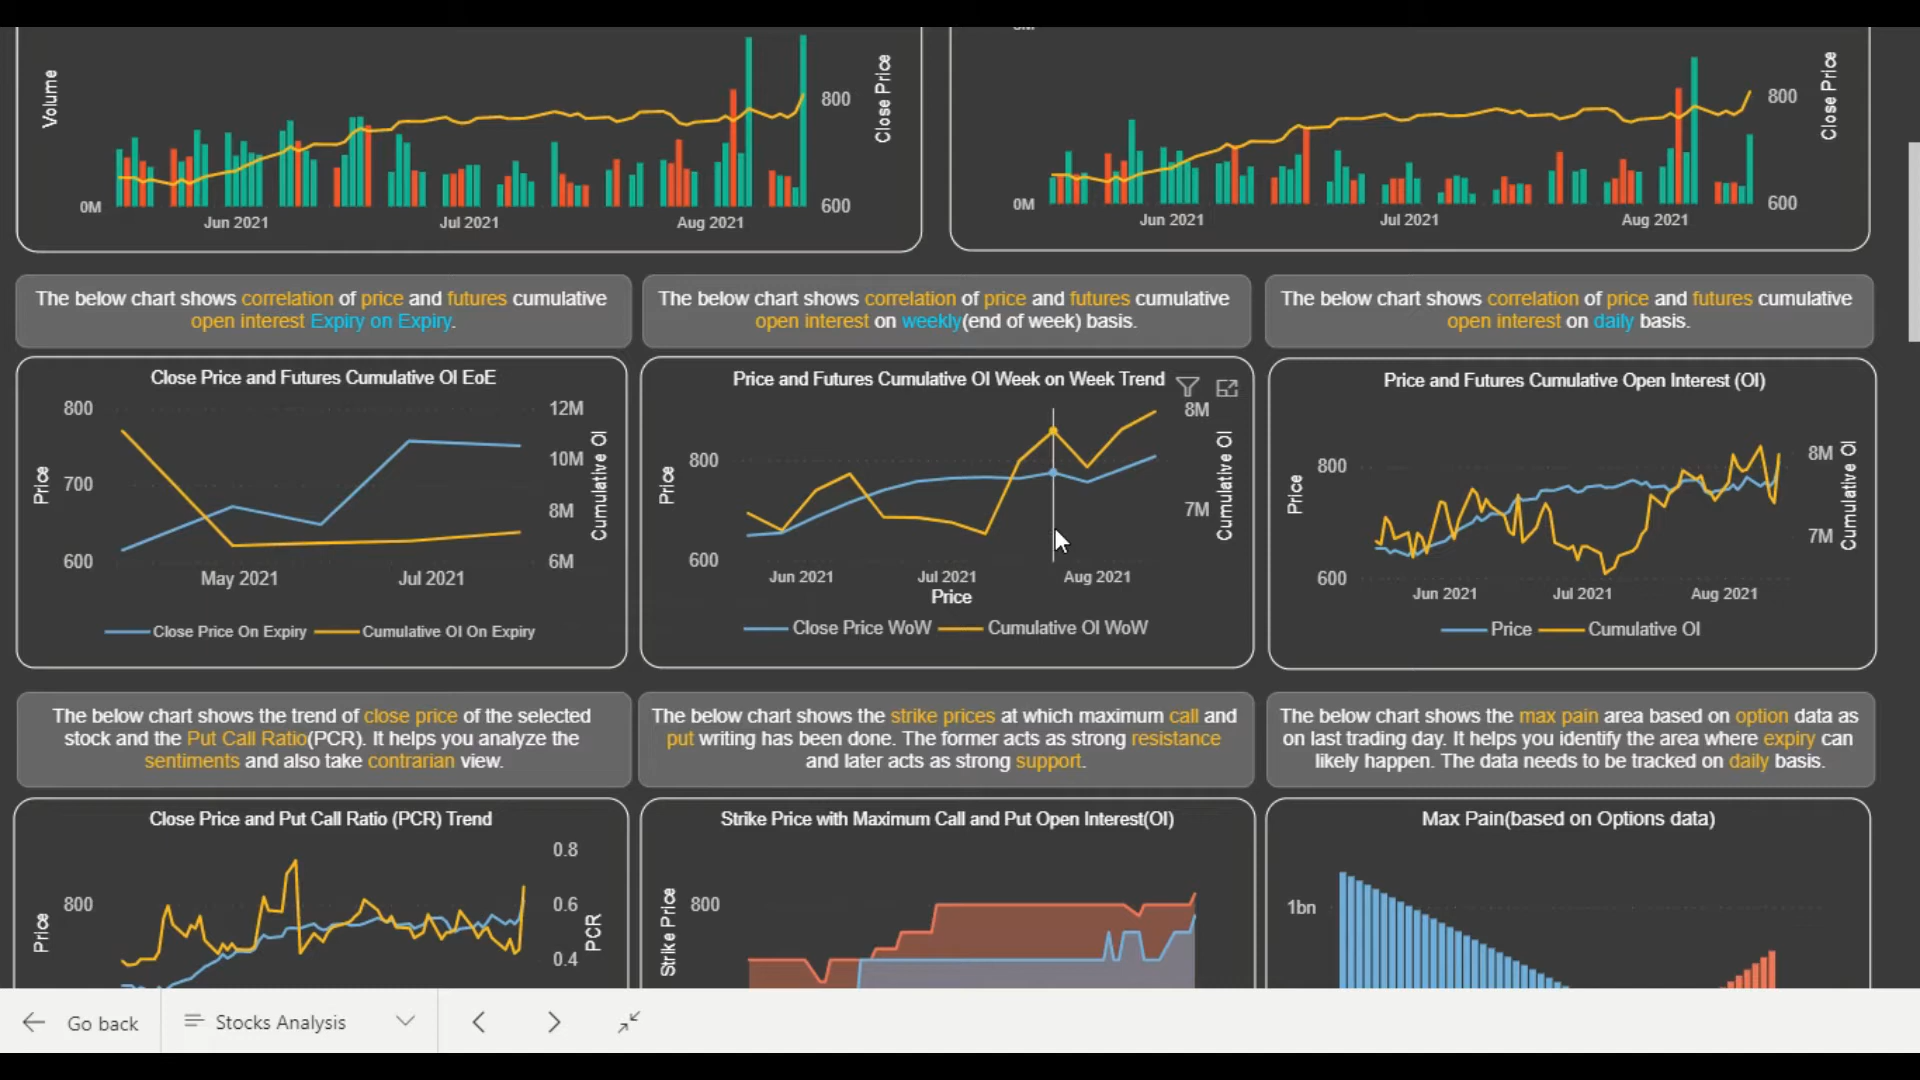 Volume
0M
Jun 2021
Jul 2021
Aug 2021
800
600
Close Price
0M
Jun 2021
Jul 2021
Aug 2021
800
600
Close Price
The below chart shows correlation of price and futures cumulative
open interest Expiry on Expiry.
The below chart shows correlation of price and futures cumulative
open interest on weekly(end of week) basis.
The below chart shows correlation of price and futures cumulative
open interest on daily basis.
Close Price and Futures Cumulative OI EoE
800
700
600
Price
12M
10M
8M
6M
Cumulative OI
May 2021
Jul 2021
Close Price On Expiry
Cumulative OI On Expiry
Price and Futures Cumulative OI Week on Week Trend
800
600
Price
8M
7M
Cumulative OI
Jun 2021
Jul 2021
Aug 2021
Price
Close Price WoW
Cumulative OI WoW
Price and Futures Cumulative Open Interest (OI)
800
600
Price
8M
7M
Cumulative OI
Jun 2021
Jul 2021
Aug 2021
Price
Cumulative OI
The below chart shows the trend of close price of the selected
stock and the Put Call Ratio(PCR). It helps you analyze the
sentiments and also take contrarian view.
The below chart shows the strike prices at which maximum call and
put writing has been done. The former acts as strong resistance
and later acts as strong support.
The below chart shows the max pain area based on option data as
on last trading day. It helps you identify the area where expiry can
likely happen. The data needs to be tracked on daily basis.
Close Price and Put Call Ratio (PCR) Trend
800
Price
0.8
0.6
0.4
PCR
Strike Price with Maximum Call and Put Open Interest(OI)
Strike Price
800
Max Pain(based on Options data)
1bn
Go back
Stocks Analysis